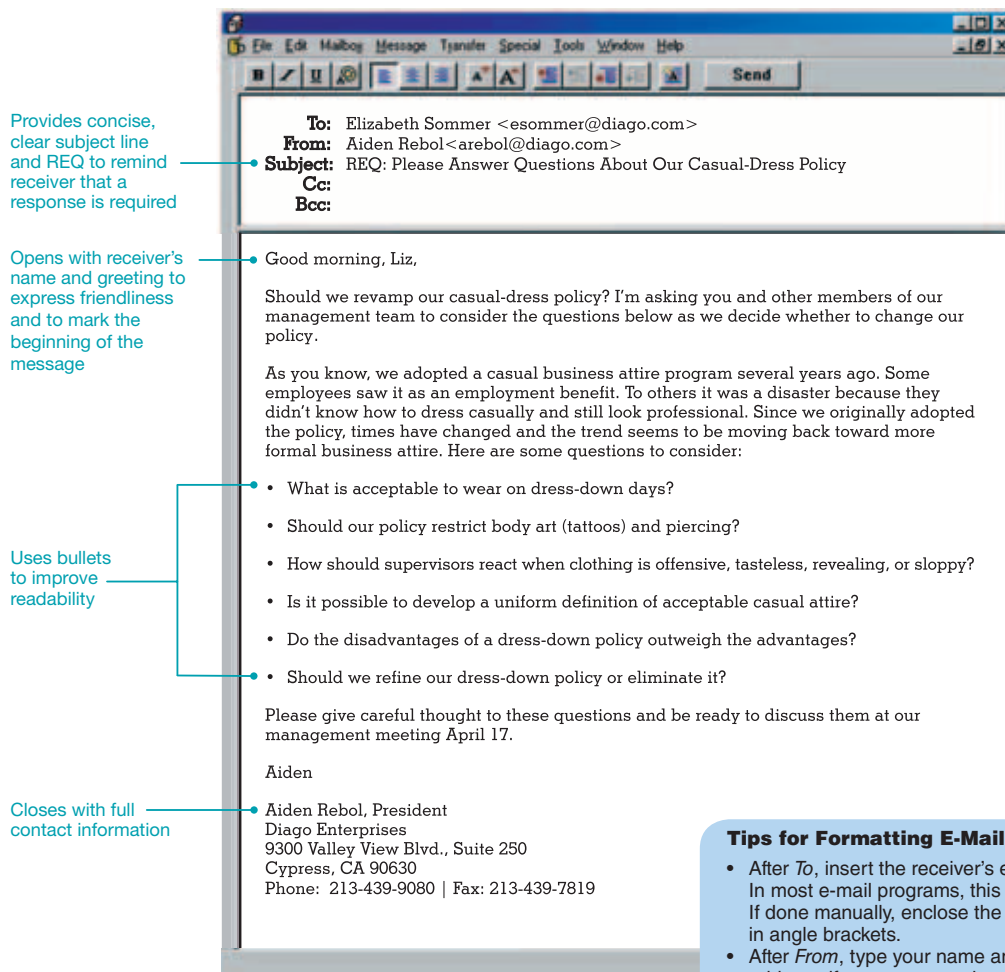 File Edit Mailbox Message Transfer Special Tools Window Help
B I U A A Send
Provides concise,
clear subject line
and REQ to remind
receiver that a
response is required
To: Elizabeth Sommer <esommer@diago.com>
From: Aiden Rebol<arebol@diago.com>
Subject: REQ: Please Answer Questions About Our Casual-Dress Policy
Cc:
Bcc:
Opens with receiver's
name and greeting to
express friendliness
and to mark the
beginning of the
message
Good morning, Liz,
Should we revamp our casual-dress policy? I'm asking you and other members of our
management team to consider the questions below as we decide whether to change our
policy.
As you know, we adopted a casual business attire program several years ago. Some
employees saw it as an employment benefit. To others it was a disaster because they
didn't know how to dress casually and still look professional. Since we originally adopted
the policy, times have changed and the trend seems to be moving back toward more
formal business attire. Here are some questions to consider:
Uses bullets
to improve
readability
• What is acceptable to wear on dress-down days?
• Should our policy restrict body art (tattoos) and piercing?
• How should supervisors react when clothing is offensive, tasteless, revealing, or sloppy?
• Is it possible to develop a uniform definition of acceptable casual attire?
• Do the disadvantages of a dress-down policy outweigh the advantages?
• Should we refine our dress-down policy or eliminate it?
Please give careful thought to these questions and be ready to discuss them at our
management meeting April 17.
Aiden
Closes with full
contact information
Aiden Rebol, President
Diago Enterprises
9300 Valley View Blvd., Suite 250
Cypress, CA 90630
Phone: 213-439-9080 | Fax: 213-439-7819
Tips for Formatting E-Mail
• After To, insert the receiver's
In most e-mail programs, this
If done manually, enclose the
in angle brackets.
• After From, type your name